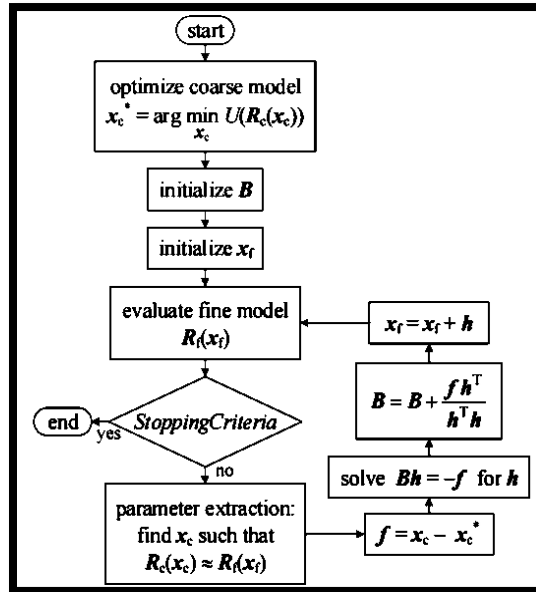 start
optimize coarse model
x_c^* = arg min U(R_c(x_c))
x_c
initialize B
initialize x_f
evaluate fine model
R_f(x_f)
StoppingCriteria
yes
end
no
parameter extraction:
find x_c such that
R_c(x_c) ≈ R_f(x_f)
f = x_c − x_c^*
solve Bh = −f for h
B = B + f h^T / h^T h
x_f = x_f + h